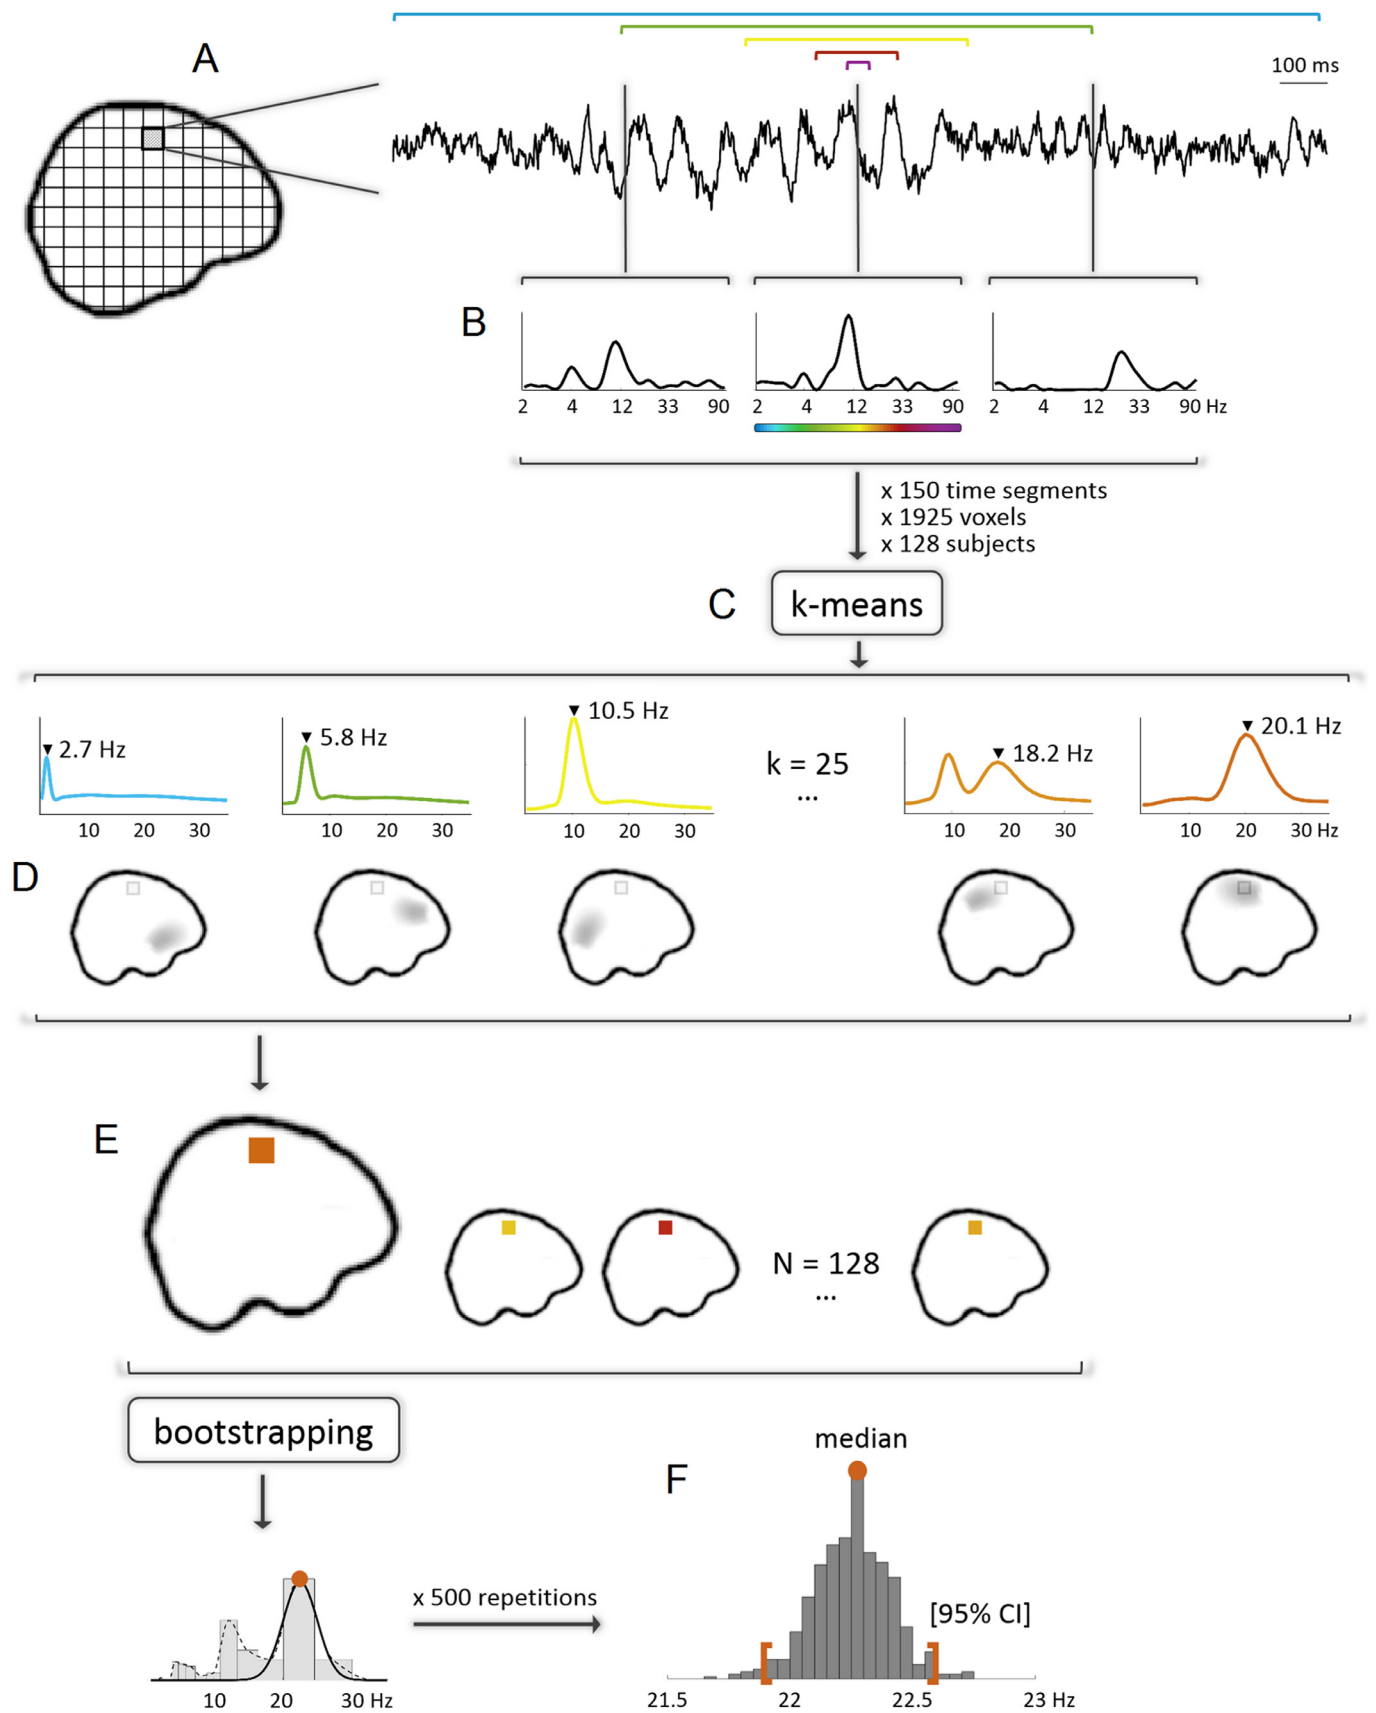 A
100 ms
B
2 4 12 33 90
2 4 12 33 90
2 4 12 33 90 Hz
x 150 time segments
x 1925 voxels
x 128 subjects
C
k-means
2.7 Hz
5.8 Hz
10.5 Hz
k = 25
...
18.2 Hz
20.1 Hz
10 20 30
10 20 30
10 20 30
10 20 30
10 20 30 Hz
D
E
N = 128
...
bootstrapping
F
median
x 500 repetitions
[95% CI]
10 20 30 Hz
21.5 22 22.5 23 Hz